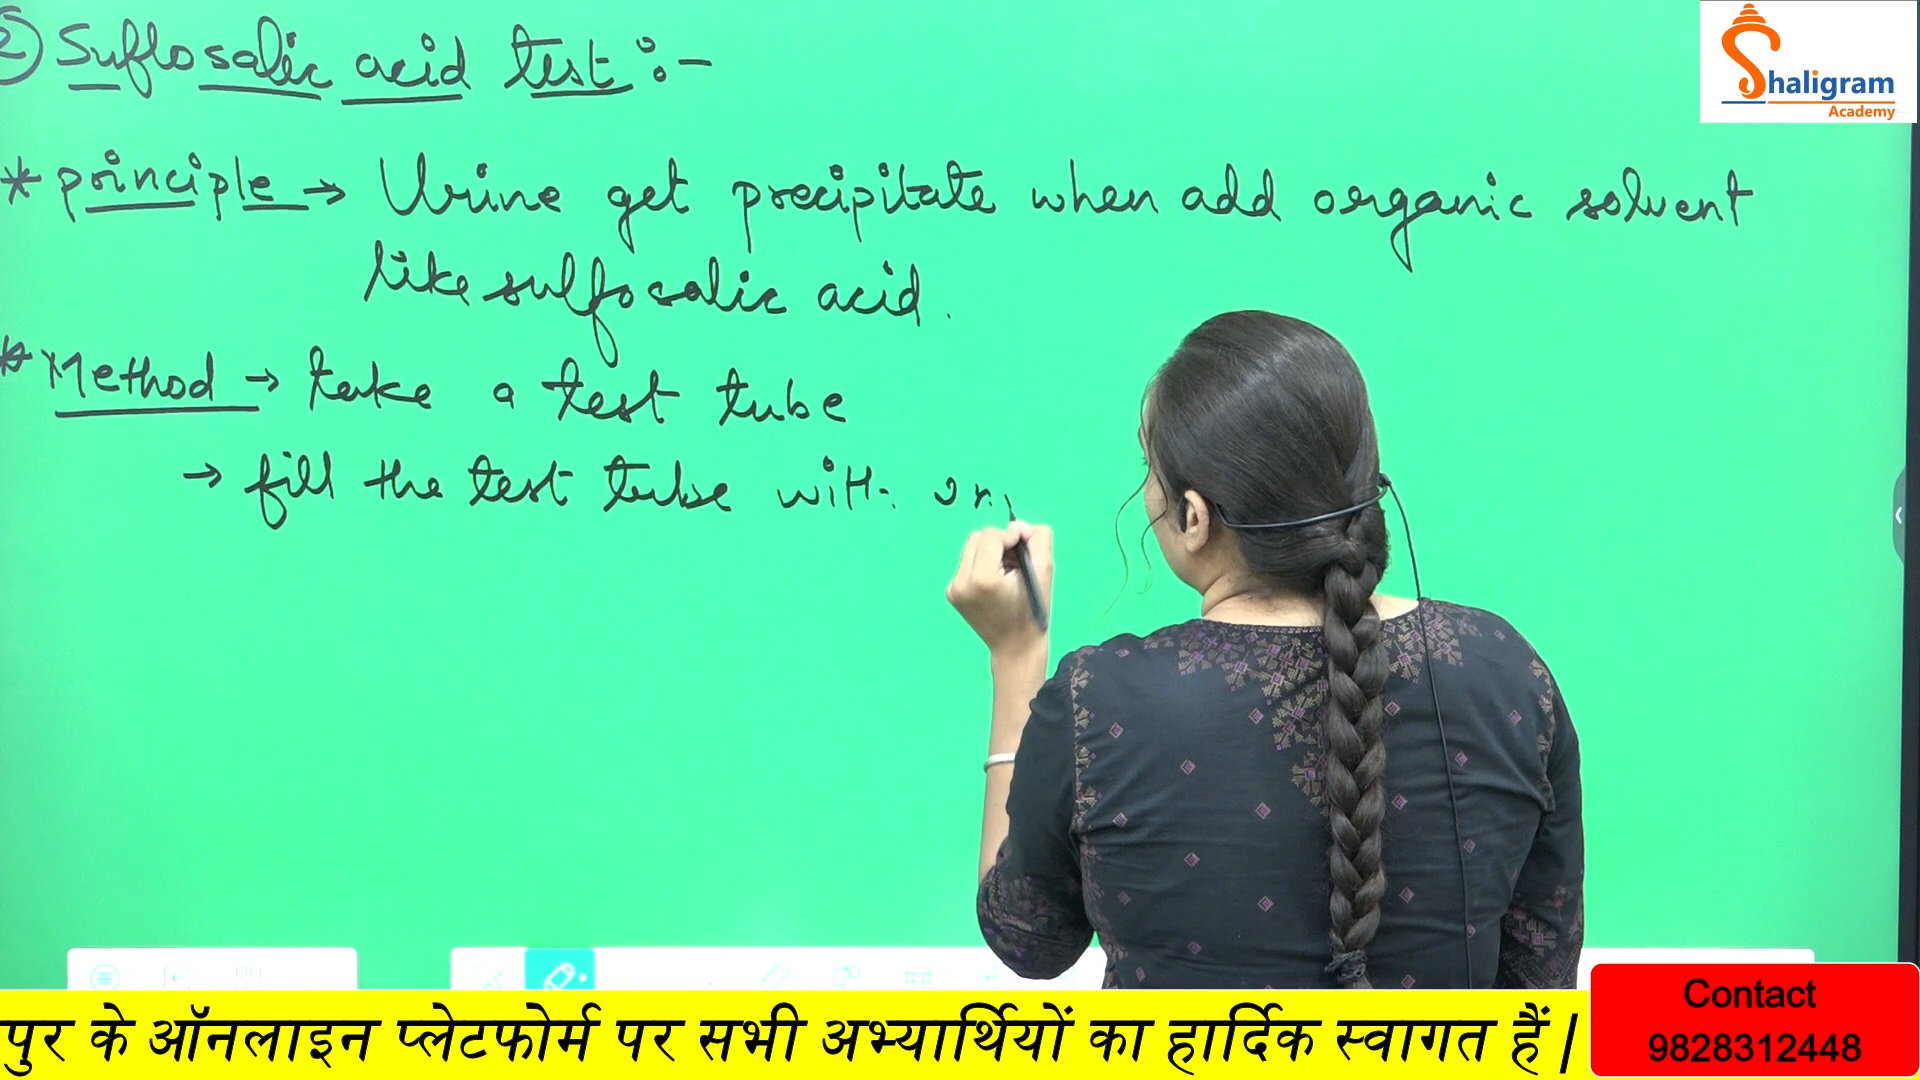 ② Suflosalic acid test :-
Shaligram
Academy
* principle → Urine get precipitate when add organic solvent
like sulfosalic acid.
* Method → take a test tube
→ fill the test tube with
पुर के ऑनलाइन प्लेटफोर्म पर सभी अभ्यार्थियों का हार्दिक स्वागत हैं |
Contact
9828312448